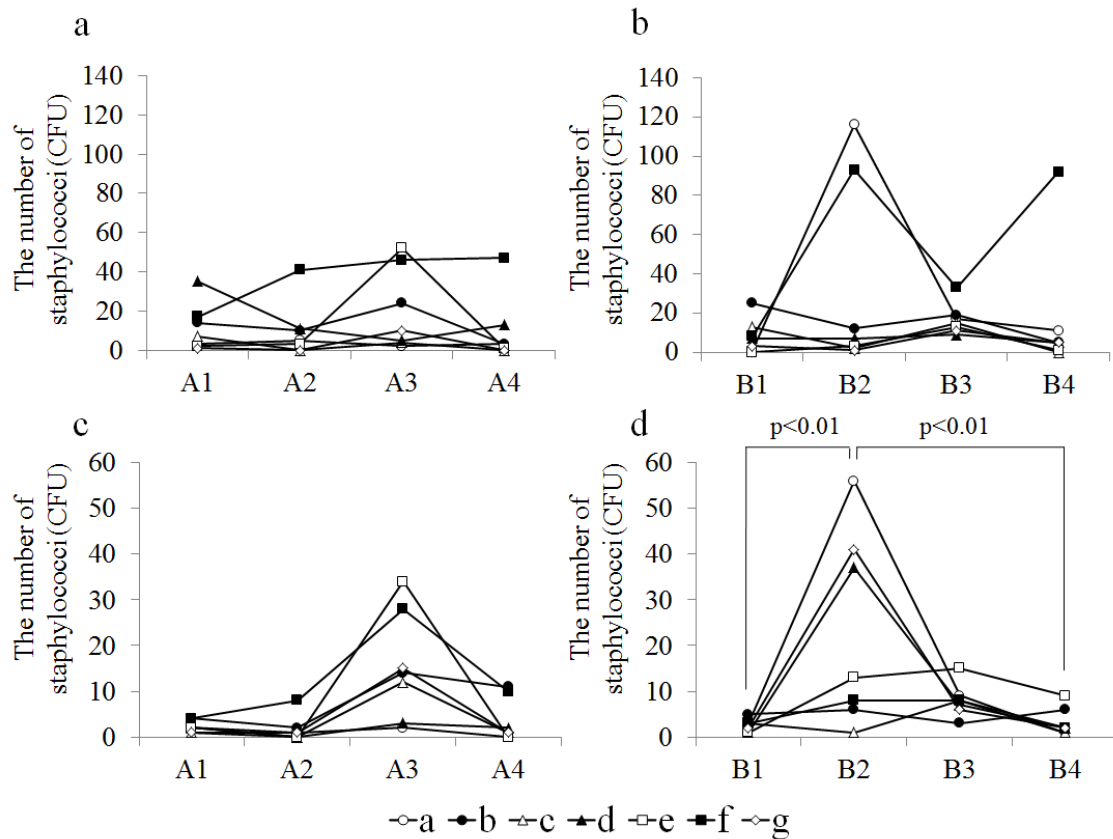 a
The number of
staphylococci (CFU)
140
120
100
80
60
40
20
0
A1 A2 A3 A4
b
The number of
staphylococci (CFU)
140
120
100
80
60
40
20
0
B1 B2 B3 B4
c
The number of
staphylococci (CFU)
60
50
40
30
20
10
0
A1 A2 A3 A4
d
p<0.01 p<0.01
The number of
staphylococci (CFU)
60
50
40
30
20
10
0
B1 B2 B3 B4
a b c d e f g